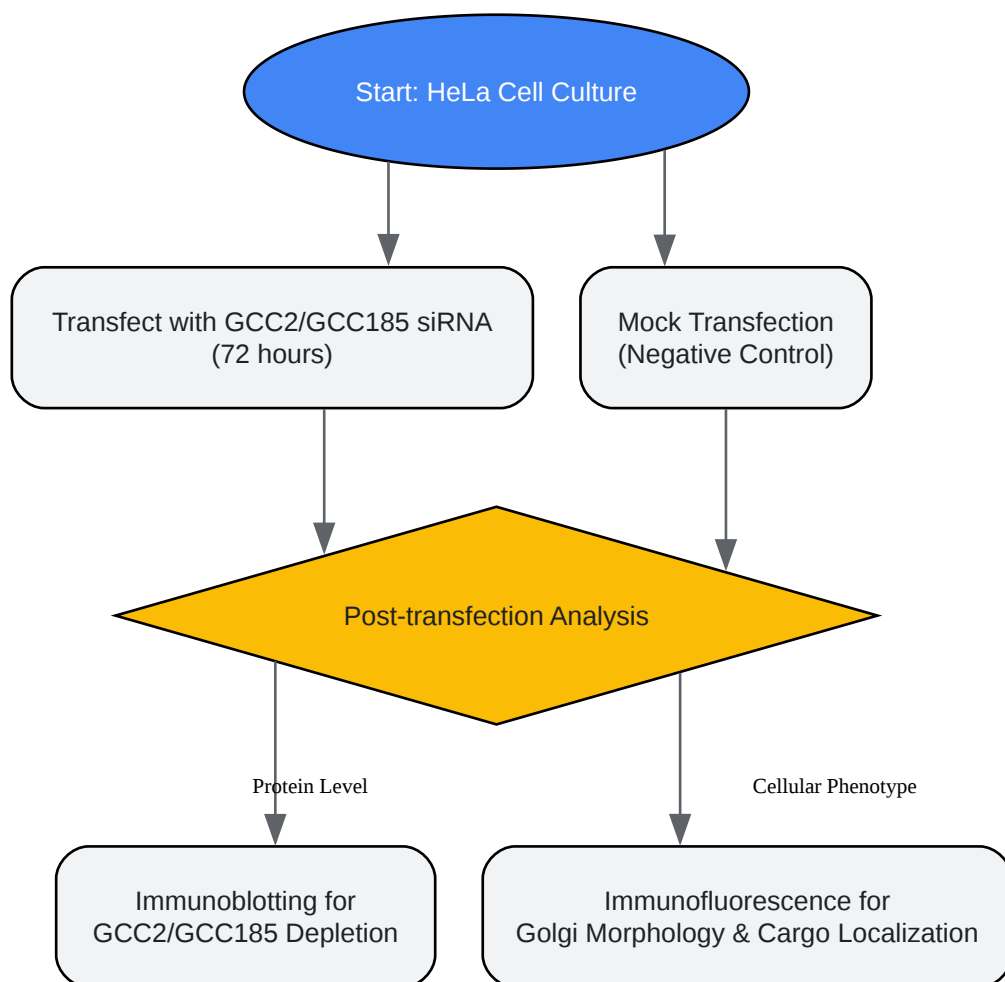 Start: HeLa Cell Culture
Transfect with GCC2/GCC185 siRNA
(72 hours)
Mock Transfection
(Negative Control)
Post-transfection Analysis
Protein Level
Cellular Phenotype
Immunoblotting for
GCC2/GCC185 Depletion
Immunofluorescence for
Golgi Morphology & Cargo Localization